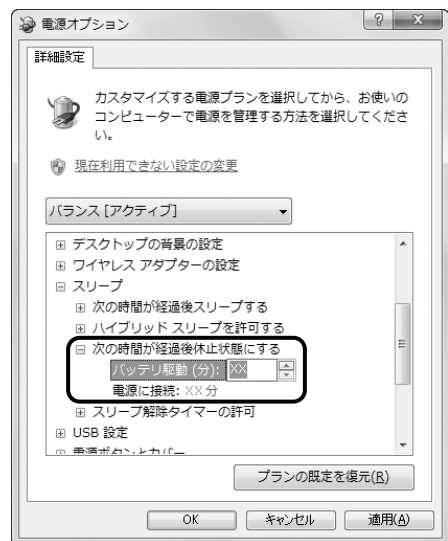 電源オプション
詳細設定
カスタマイズする電源プランを選択してから、お使いの
コンピューターで電源を管理する方法を選択してくださ
い。
現在利用できない設定の変更
バランス [アクティブ]
デスクトップの背景の設定
ワイヤレス アダプターの設定
スリープ
次の時間が経過後スリープする
ハイブリッド スリープを許可する
次の時間が経過後休止状態にする
バッテリ駆動 (分): XX
電源に接続: XX 分
スリープ解除タイマーの許可
USB 設定
電源ボタンとカバー
プランの既定を復元(R)
OK キャンセル 適用(A)